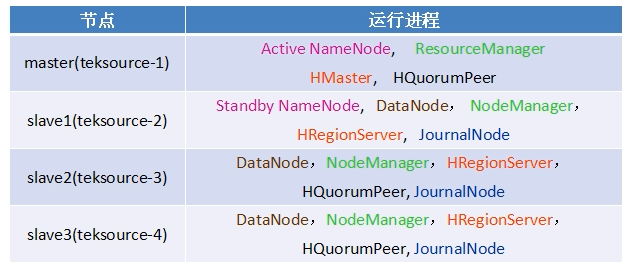 节点 运行进程
master(teksource-1) Active NameNode, ResourceManager
HMaster, HQuorumPeer
slave1(teksource-2) Standby NameNode, DataNode, NodeManager,
HRegionServer, JournalNode
slave2(teksource-3) DataNode，NodeManager，HRegionServer，
HQuorumPeer, JournalNode
slave3(teksource-4) DataNode，NodeManager，HRegionServer，
HQuorumPeer, JournalNode